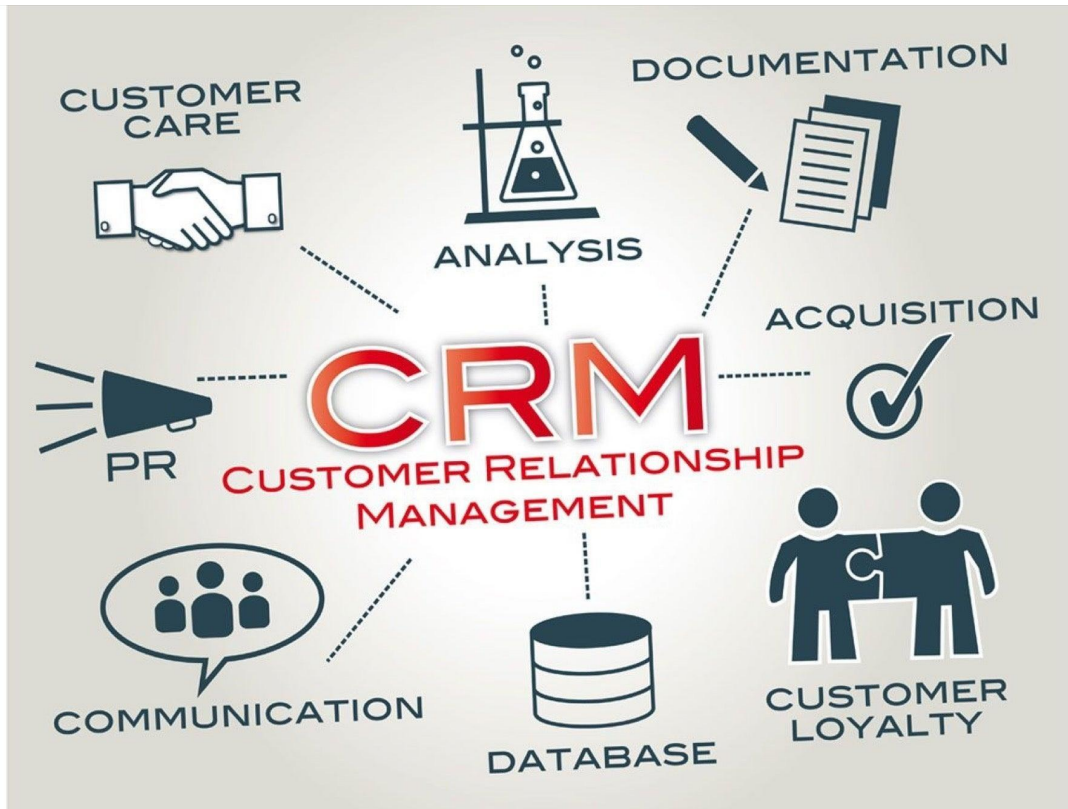 CUSTOMER
CARE
ANALYSIS
DOCUMENTATION
ACQUISITION
PR
CRM
CUSTOMER RELATIONSHIP
MANAGEMENT
COMMUNICATION
DATABASE
CUSTOMER
LOYALTY